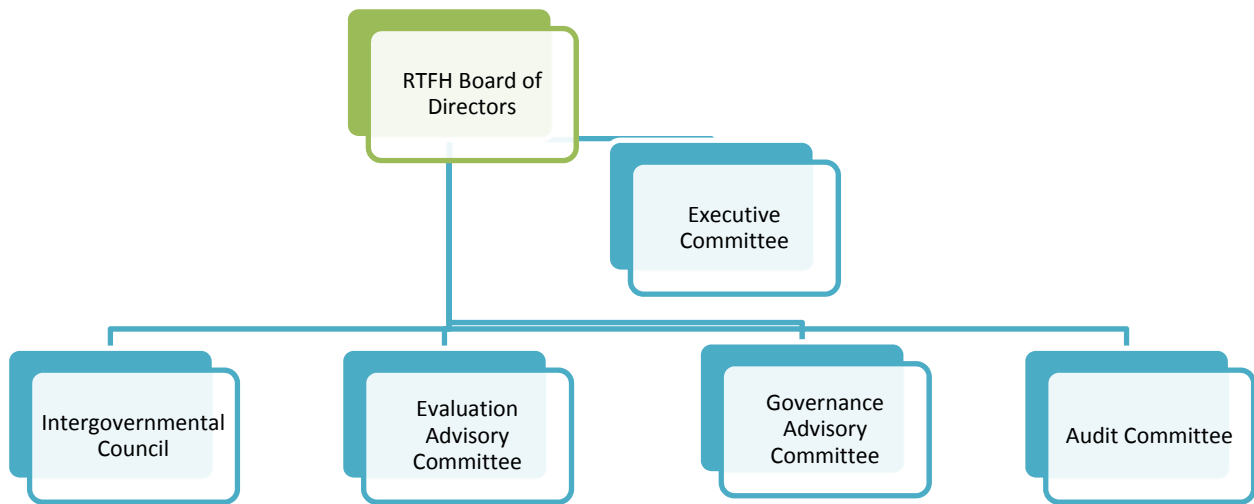 RTFH Board of
Directors
Executive
Committee
Intergovernmental
Council
Evaluation
Advisory
Committee
Governance
Advisory
Committee
Audit Committee